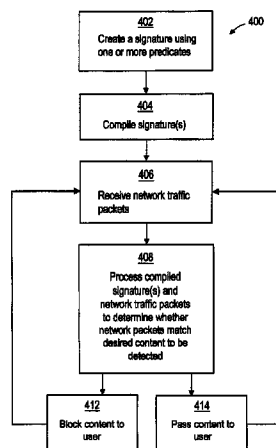 402
Create a signature using
one or more predicates
400
404
Compile signature(s)
406
Receive network traffic
packets
408
Process compiled
signature(s) and
network traffic packets
to determine whether
network packets match
desired content to be
detected
412
Block content to
user
414
Pass content to
user